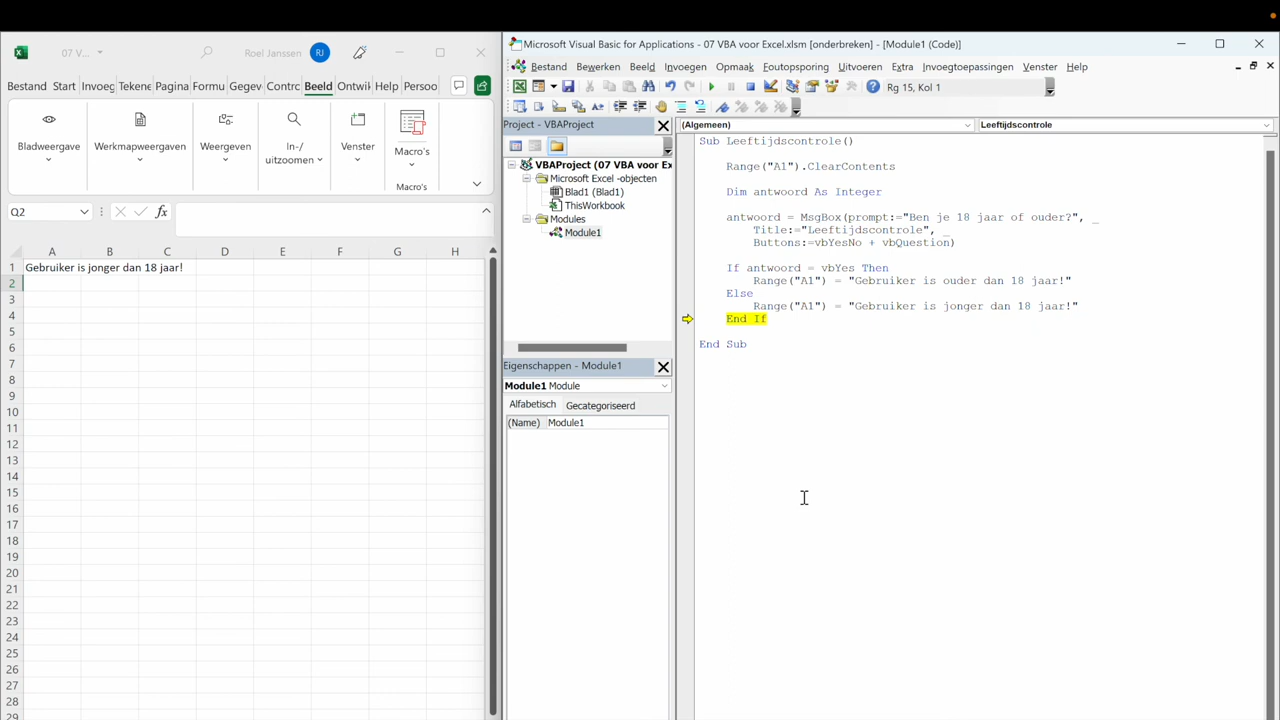 07 V...
Roel Janssen
RJ
Bestand Start Invoeg Tekene Pagina Formu Gegev Contro Beeld Ontwik Help Persoo
Bladweergave
Werkmapweergaven
Weergeven
In-/
uitzoomen
Venster
Macro's
Macro's
Q2
fx
A B C D E F G H
1 Gebruiker is jonger dan 18 jaar!
2
3
4
5
6
7
8
9
10
11
12
13
14
15
16
17
18
19
20
21
22
23
24
25
26
27
28
29
Microsoft Visual Basic for Applications - 07 VBA voor Excel.xlsm [onderbreken] - [Module1 (Code)]
Bestand Bewerken Beeld Invoegen Opmaak Foutopsporing Uitvoeren Extra Invoegtoepassingen Venster Help
Rg 15, Kol 1
Project - VBAProject
VBAProject (07 VBA voor Ex
Microsoft Excel -objecten
Blad1 (Blad1)
ThisWorkbook
Modules
Module1
Eigenschappen - Module1
Module1 Module
Alfabetisch Gecategoriseerd
(Name) Module1
(Algemeen) Leeftijdscontrole
Sub Leeftijdscontrole()
Range("A1").ClearContents
Dim antwoord As Integer
antwoord = MsgBox(prompt:="Ben je 18 jaar of ouder?", _
Title:="Leeftijdscontrole", _
Buttons:=vbYesNo + vbQuestion)
If antwoord = vbYes Then
Range("A1") = "Gebruiker is ouder dan 18 jaar!"
Else
Range("A1") = "Gebruiker is jonger dan 18 jaar!"
End If
End Sub